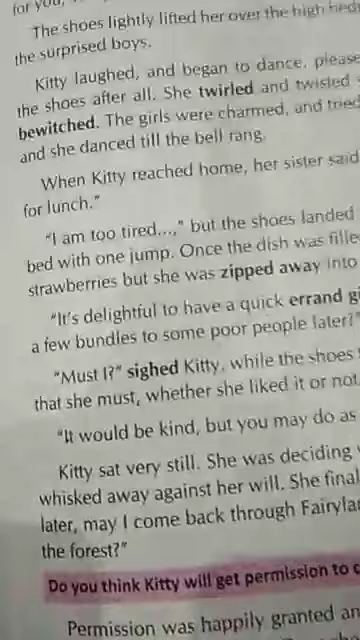 for you,
The shoes lightly lifted her over the high
the surprised boys.
Kitty laughed, and began to dance,
the shoes after all. She twirled and twisted
bewitched. The girls were charmed, and
and she danced till the bell rang.
When Kitty reached home, her sister said
for lunch."
"I am too tired...," but the shoes landed
bed with one jump. Once the dish was
strawberries but she was zipped away into
"It's delightful to have a quick errand
a few bundles to some poor people later?"
"Must I?" sighed Kitty, while the shoes
that she must, whether she liked it or not
"It would be kind, but you may do as
Kitty sat very still. She was deciding
whisked away against her will. She
later, may I come back through
the forest?"
Do you think Kitty will get permission to
Permission was happily granted